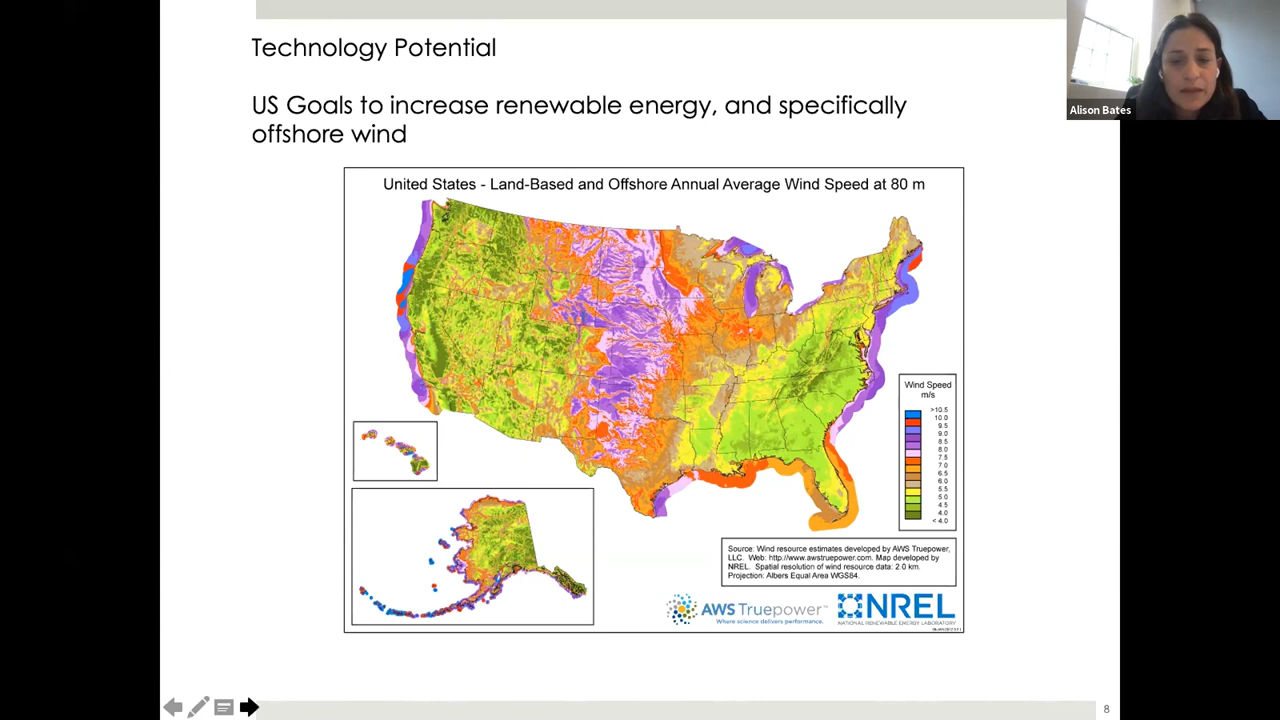 Technology Potential
US Goals to increase renewable energy, and specifically
offshore wind
Alison Bates
United States - Land-Based and Offshore Annual Average Wind Speed at 80 m
Wind Speed
m/s
>10.5
10.0
9.5
9.0
8.5
8.0
7.5
7.0
6.5
6.0
5.5
5.0
4.5
4.0
< 4.0
Source: Wind resource estimates developed by AWS Truepower,
LLC. Web: http://www.awstruepower.com. Map developed by
NREL. Spatial resolution of wind resource data: 2.0 km.
Projection: Albers Equal Area WGS84.
AWS Truepower™
Where science delivers performance.
NREL
NATIONAL RENEWABLE ENERGY LABORATORY
8